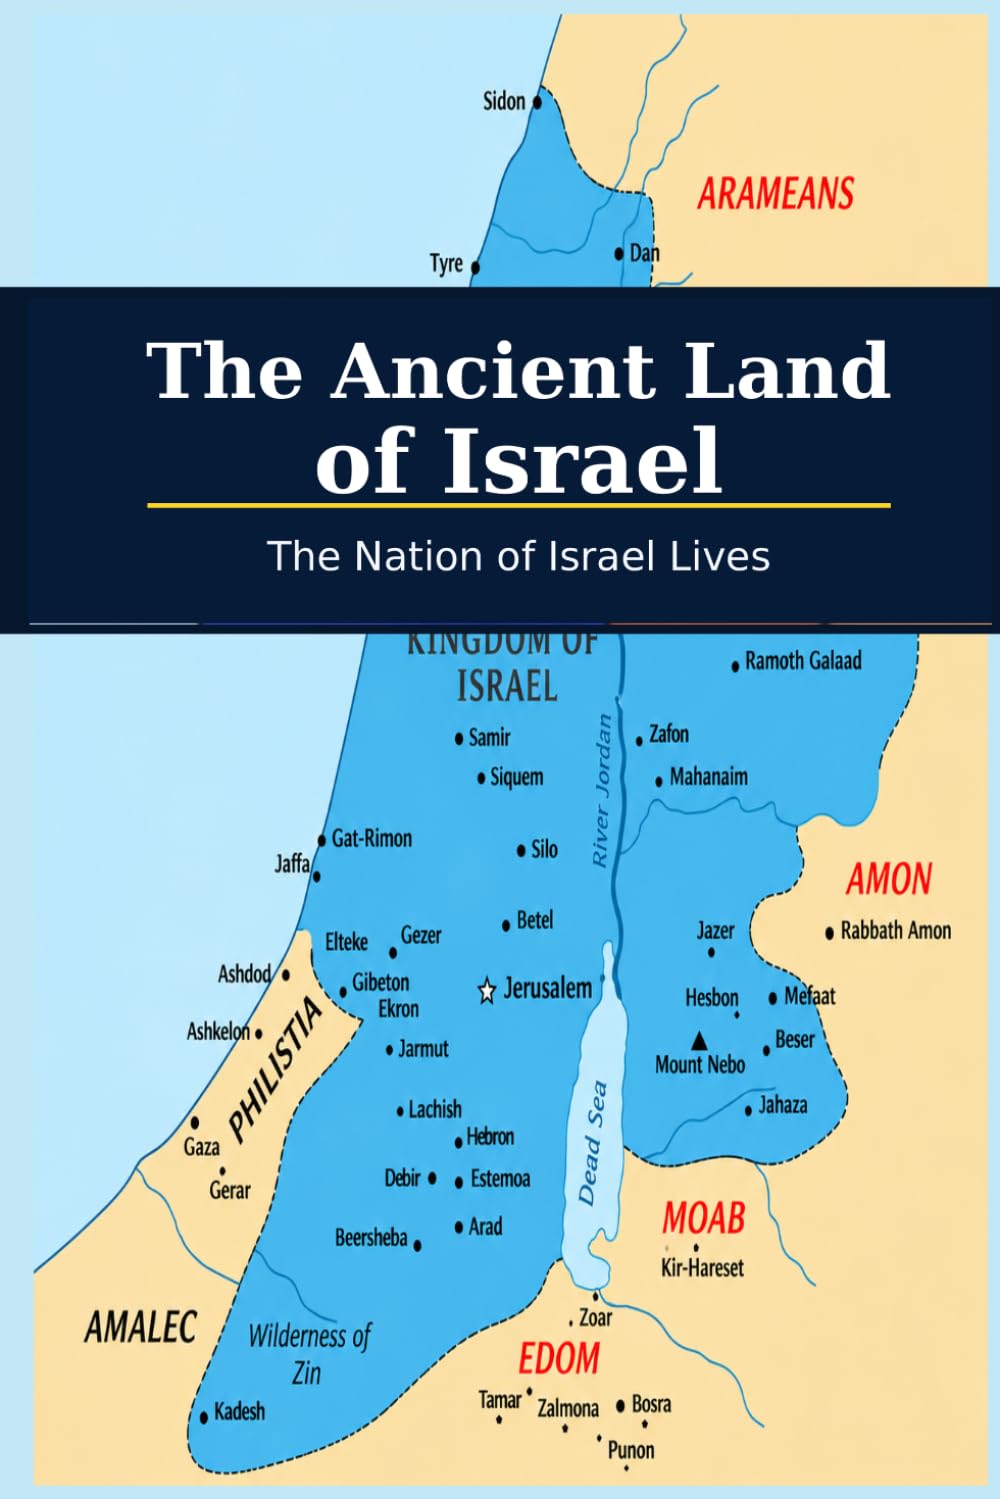 Sidon
ARAMEANS
Dan
Tyre
The Ancient Land
of Israel
The Nation of Israel Lives
KINGDOM OF
ISRAEL
Ramoth Galaad
Samir
Zafon
Siquem
Mahanaim
River Jordan
Gat-Rimon
Jaffa
Silo
AMON
Betel
Jazer
Rabbath Amon
Elteke
Gezer
Ashdod
Gibeton
Ekron
Jerusalem
Hesbon
Mefaat
Ashkelon
PHILISTIA
Jarmut
Mount Nebo
Beser
Lachish
Jahaza
Gaza
Hebron
Dead Sea
Gerar
Debir
Estemoa
Arad
Beersheba
MOAB
Kir-Hareset
AMALEC
Wilderness of
Zin
Zoar
EDOM
Kadesh
Tamar
Zalmona
Bosra
Punon